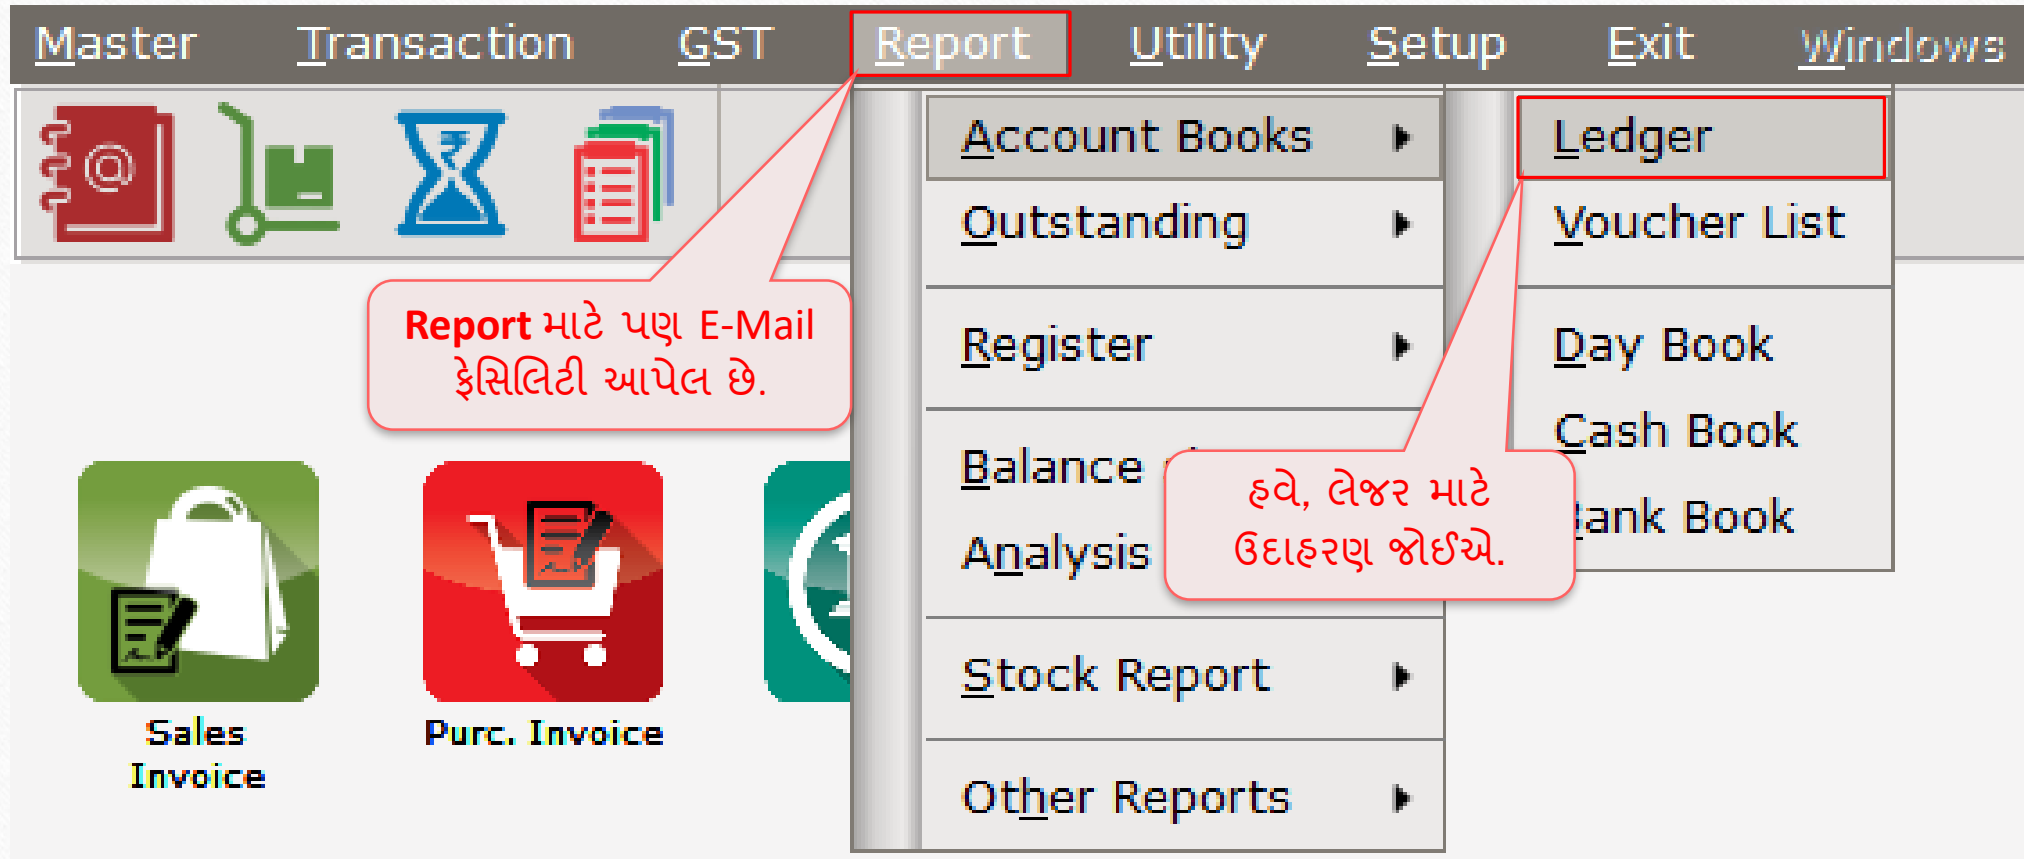 Master Transaction GST Report Utility Setup Exit Windows
Account Books
Outstanding
Register
Balance
Analysis
Stock Report
Other Reports
Ledger
Voucher List
Day Book
Cash Book
Book
Report માટે પણ E-Mail
ફેસિલિટી આપેલ છે.
હવે, લેજર માટે
ઉદાહરણ જોઈએ.
Sales
Invoice
Purc. Invoice